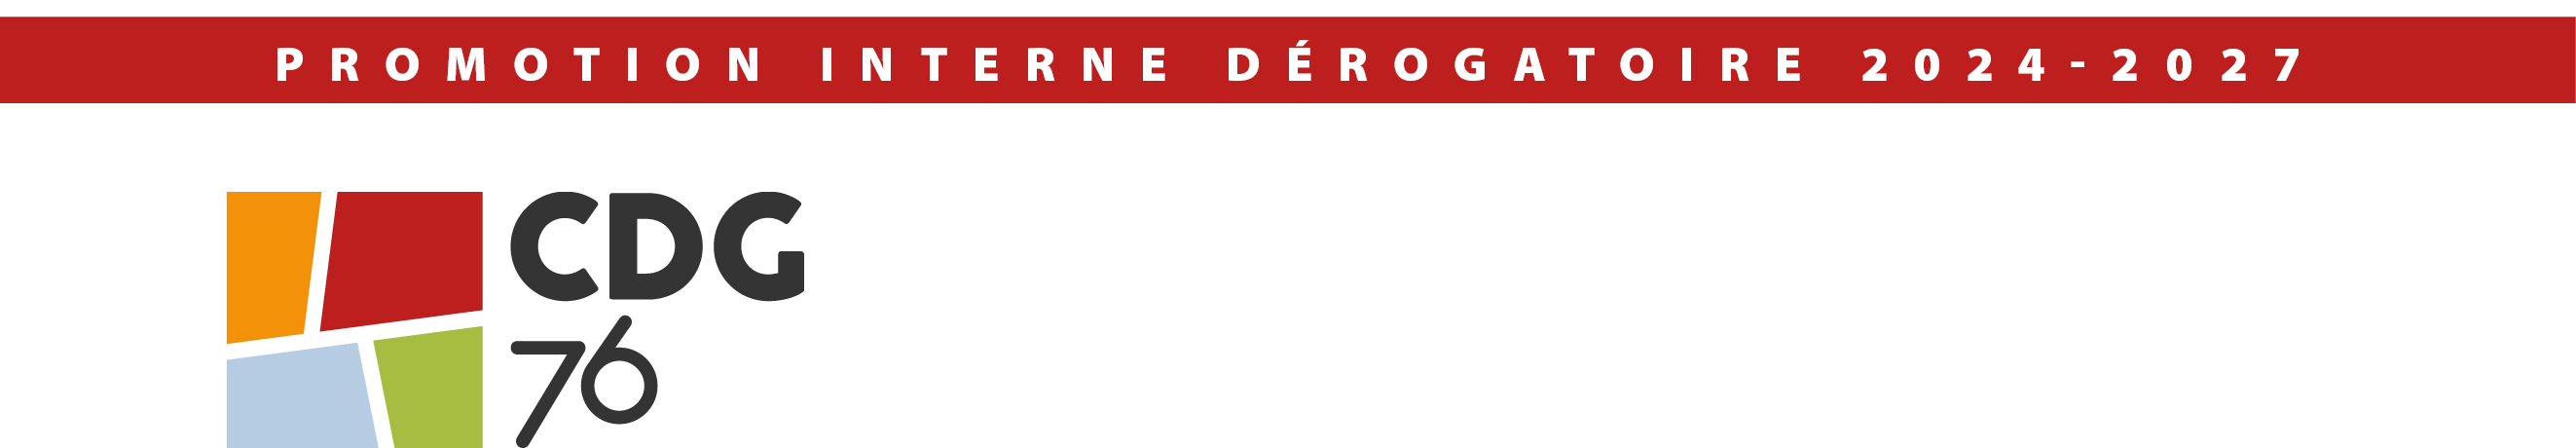 PROMOTION INTERNE DÉROGATOIRE 2024-2027
CDG
76